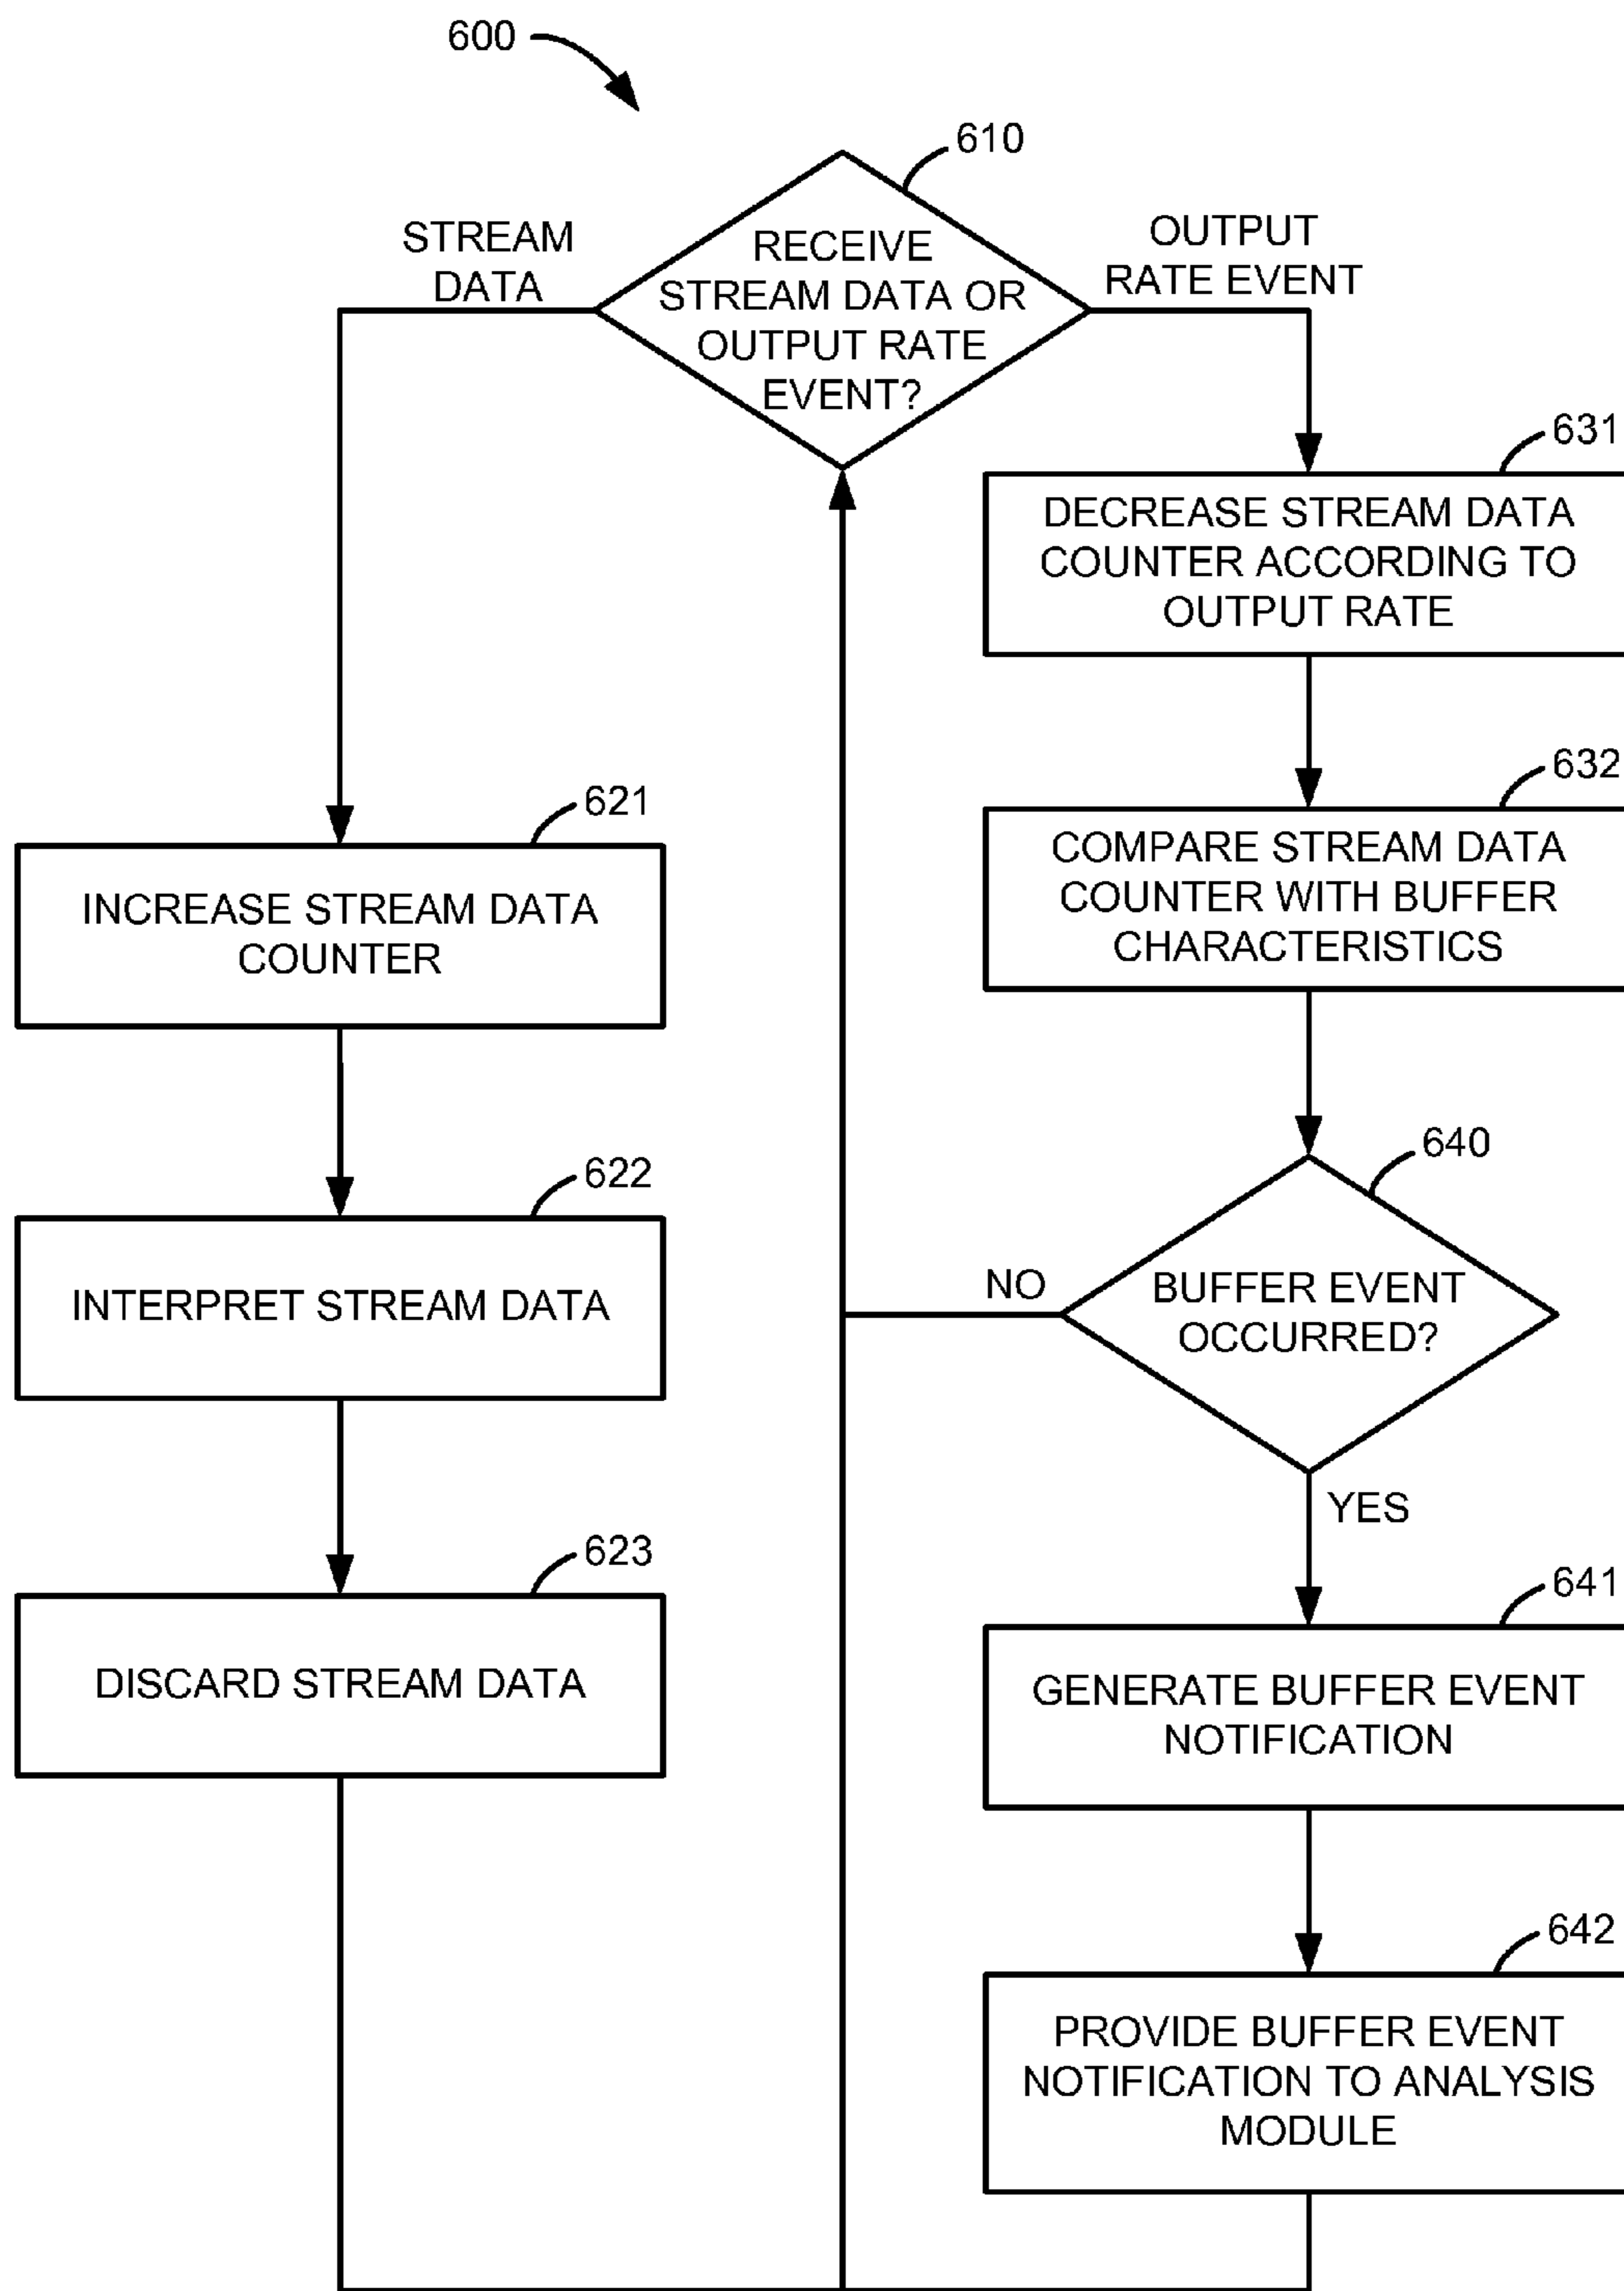 600
610
STREAM
DATA
RECEIVE
STREAM DATA OR
OUTPUT RATE
EVENT?
OUTPUT
RATE EVENT
631
DECREASE STREAM DATA
COUNTER ACCORDING TO
OUTPUT RATE
632
COMPARE STREAM DATA
COUNTER WITH BUFFER
CHARACTERISTICS
621
INCREASE STREAM DATA
COUNTER
622
INTERPRET STREAM DATA
623
DISCARD STREAM DATA
640
NO
BUFFER EVENT
OCCURRED?
YES
641
GENERATE BUFFER EVENT
NOTIFICATION
642
PROVIDE BUFFER EVENT
NOTIFICATION TO ANALYSIS
MODULE